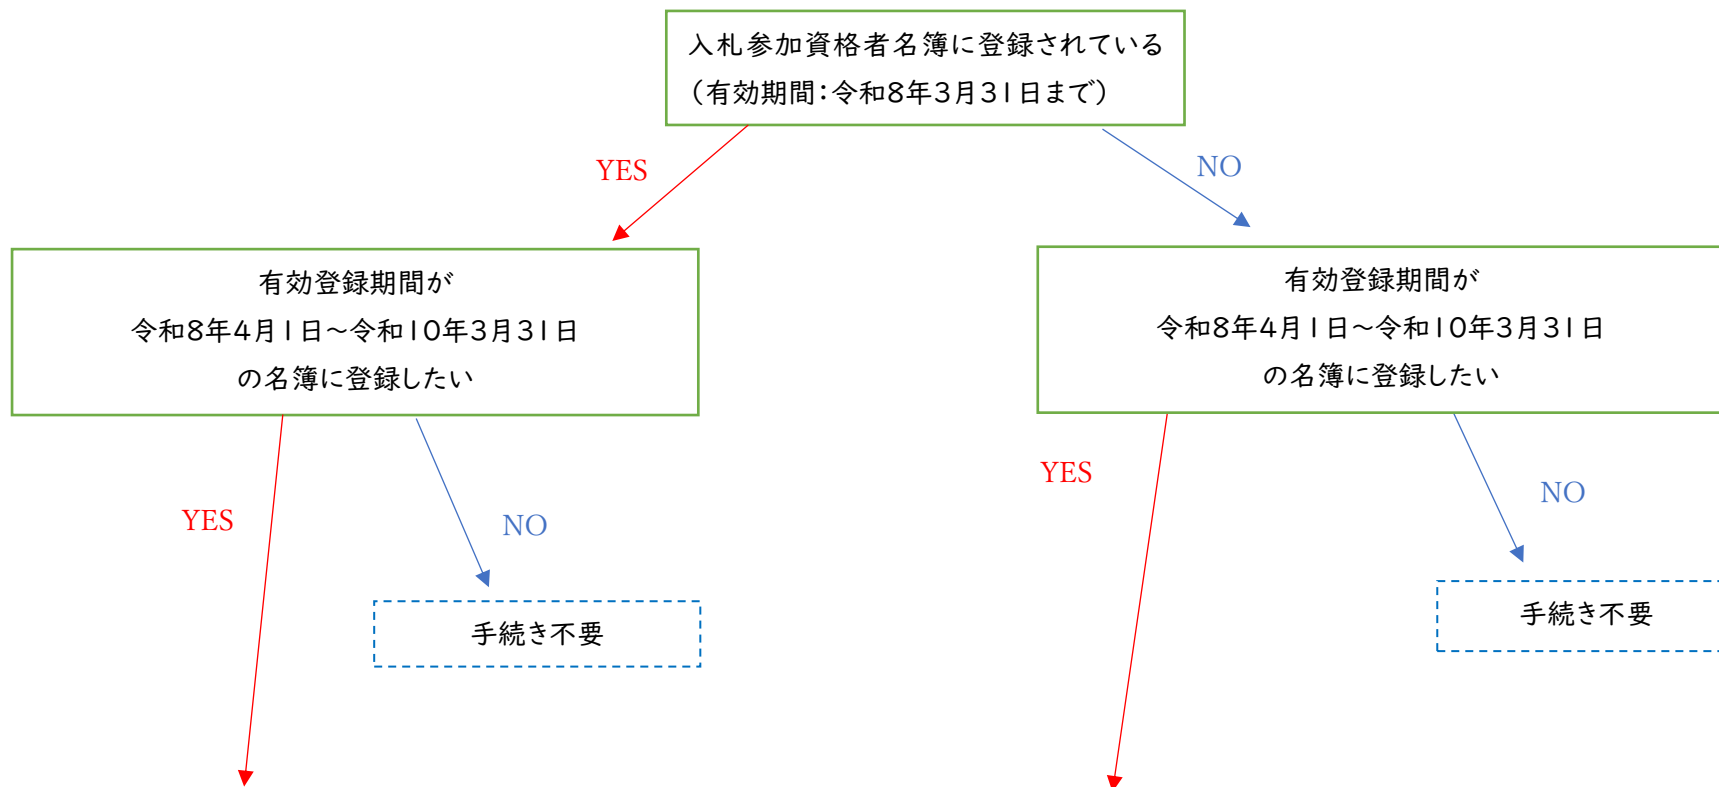 入札参加資格者名簿に登録されている
（有効期間：令和8年3月31日まで）
YES
NO
有効登録期間が
令和8年4月1日～令和10年3月31日
の名簿に登録したい
有効登録期間が
令和8年4月1日～令和10年3月31日
の名簿に登録したい
YES
NO
YES
NO
手続き不要
手続き不要